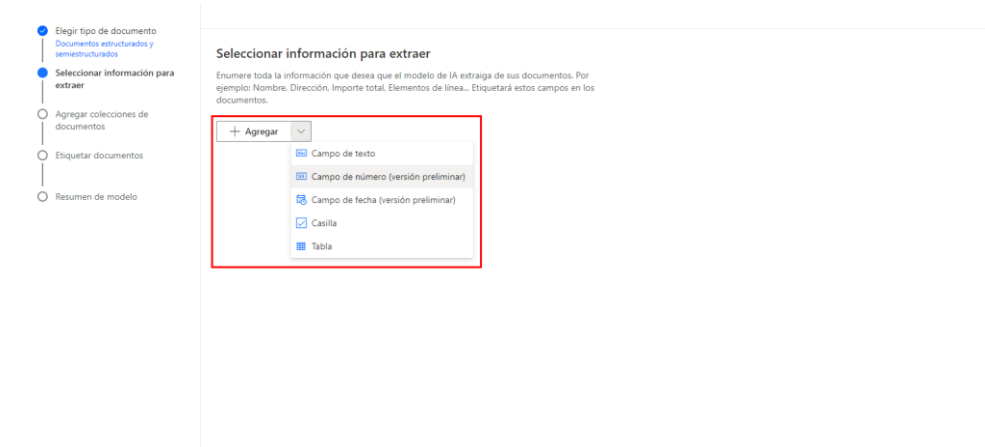 Elegir tipo de documento
Documentos estructurados y
semiestructurados
Seleccionar información para
extraer
Agregar colecciones de
documentos
Etiquetar documentos
Resumen de modelo
Seleccionar información para extraer
Enumere toda la información que desea que el modelo de IA extraiga de sus documentos. Por
ejemplo: Nombre, Dirección, Importe total, Elementos de línea... Etiquetará estos campos en los
documentos.
Agregar
Campo de texto
Campo de número (versión preliminar)
Campo de fecha (versión preliminar)
Casilla
Tabla